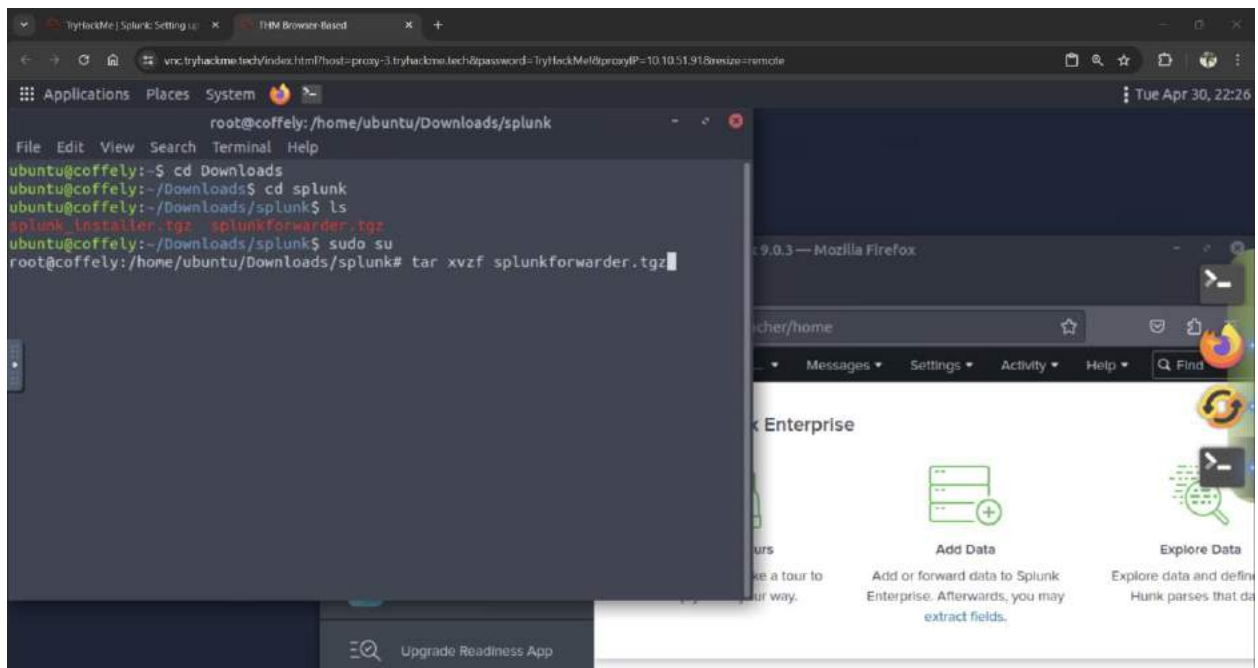 TryHackMe | Splunk: Setting up
THM Browser-Based
vnc.tryhackme.tech/index.html?host=proxy-3.tryhackme.tech&password=TryHackMe!&proxyIP=10.10.51.91&resize=remote
Applications Places System
Tue Apr 30, 22:26
root@coffely: /home/ubuntu/Downloads/splunk
File Edit View Search Terminal Help
ubuntu@coffely:~$ cd Downloads
ubuntu@coffely:~/Downloads$ cd splunk
ubuntu@coffely:~/Downloads/splunk$ ls
splunk_installer.tgz splunkforwarder.tgz
ubuntu@coffely:~/Downloads/splunk$ sudo su
root@coffely:/home/ubuntu/Downloads/splunk# tar xvzf splunkforwarder.tgz
9.0.3 — Mozilla Firefox
cher/home
Messages Settings Activity Help Find
Enterprise
urs
Add Data
Explore Data
ke a tour to
Add or forward data to Splunk
Explore data and defin
ur way.
Enterprise. Afterwards, you may
Hunk parses that da
extract fields.
Upgrade Readiness App